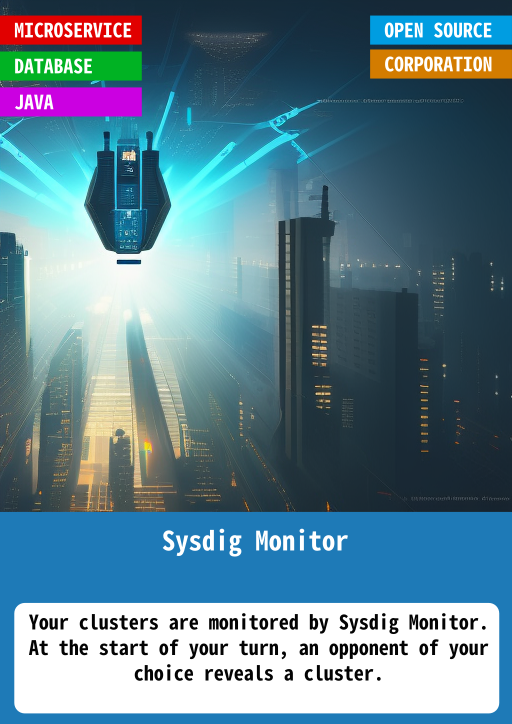 MICROSERVICE
OPEN SOURCE
DATABASE
CORPORATION
JAVA
Sysdig Monitor
Your clusters are monitored by Sysdig Monitor.
At the start of your turn, an opponent of your
choice reveals a cluster.